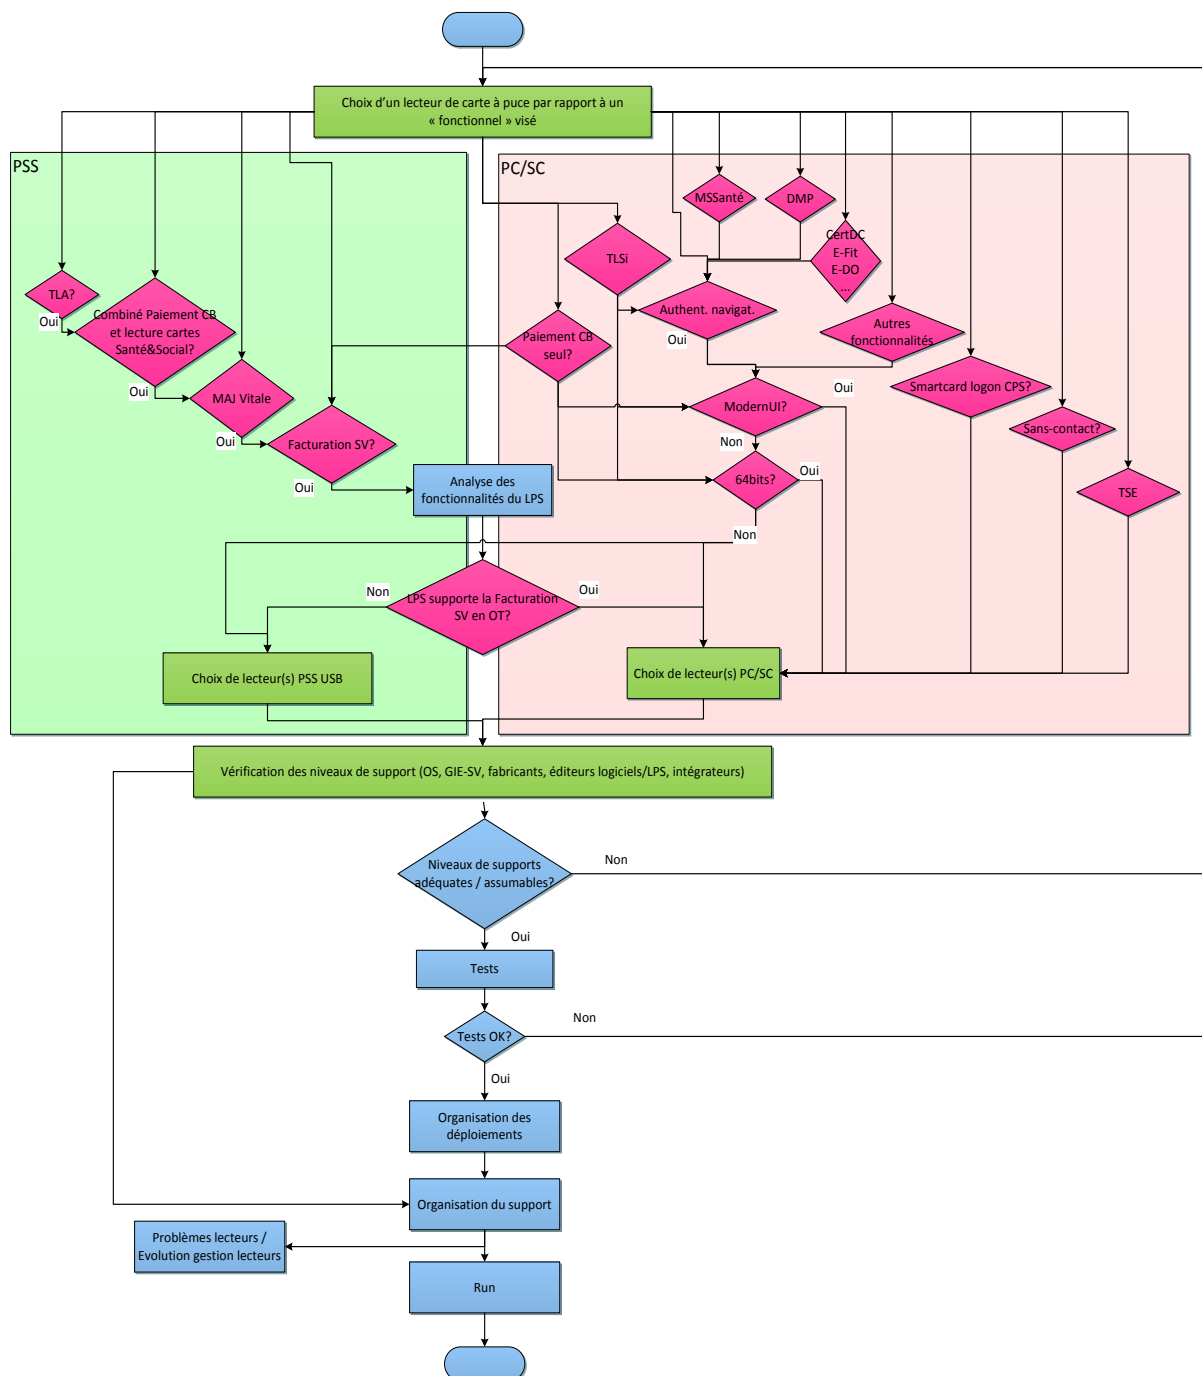 Choix d'un lecteur de carte à puce par rapport à un
« fonctionnel » visé
PSS
PC/SC
MSSanté
DMP
CertDC
E-Fit
E-DO
...
TLSi
TLA?
Oui
Combiné Paiement CB
et lecture cartes
Santé&Social?
Authent. navigat.
Oui
Paiement CB
seul?
Autres
fonctionnalités
Oui
MAJ Vitale
ModernUI?
Oui
Smartcard logon CPS?
Oui
Facturation SV?
Non
Sans-contact?
Oui
Analyse des
fonctionnalités du LPS
64bits?
Oui
TSE
Non
Non
LPS supporte la Facturation
SV en OT?
Oui
Choix de lecteur(s) PSS USB
Choix de lecteur(s) PC/SC
Vérification des niveaux de support (OS, GIE-SV, fabricants, éditeurs logiciels/LPS, intégrateurs)
Niveaux de supports
adéquates / assumables?
Non
Oui
Tests
Tests OK?
Non
Oui
Organisation des
déploiements
Organisation du support
Problèmes lecteurs /
Evolution gestion lecteurs
Run